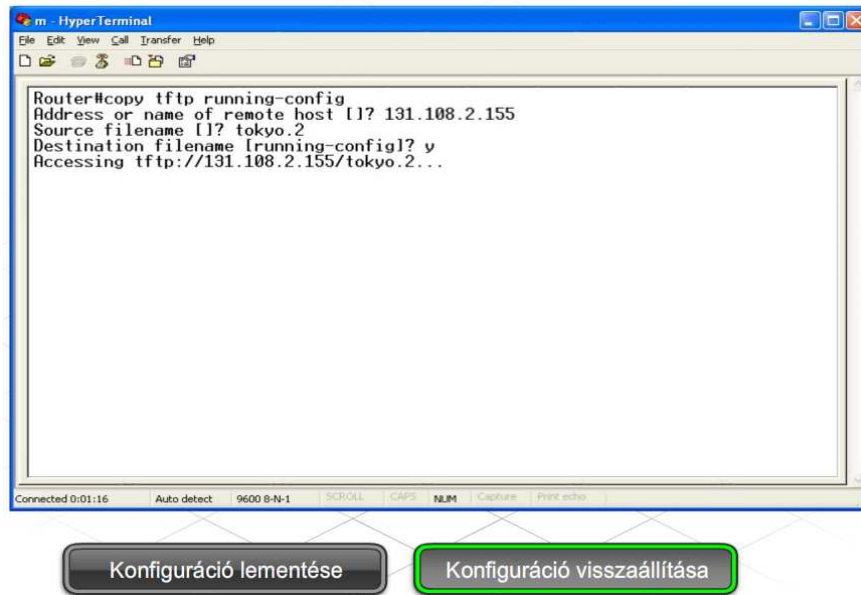 m - HyperTerminal
File Edit View Call Transfer Help
Router#copy tftp running-config
Address or name of remote host []? 131.108.2.155
Source filename []? tokyo.2
Destination filename [running-config]? y
Accessing tftp://131.108.2.155/tokyo.2...
Connected 0:01:16 Auto detect 9600 8-N-1 SCROLL CAPS NUM Capture Print echo
Konfiguráció lementése Konfiguráció visszaállítása